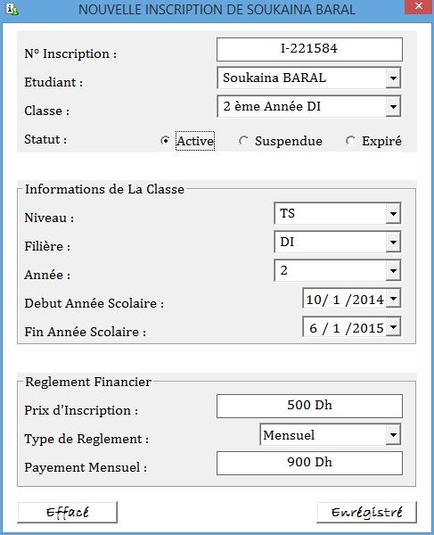 NOUVELLE INSCRIPTION DE SOUKAINA BARAL
N° Inscription : I-221584
Etudiant : Soukaina BARAL
Classe : 2 ème Année DI
Statut : Active Suspendue Expiré
Informations de La Classe
Niveau : TS
Filière : DI
Année : 2
Debut Année Scolaire : 10/ 1 /2014
Fin Année Scolaire : 6 / 1 /2015
Reglement Financier
Prix d'Inscription : 500 Dh
Type de Reglement : Mensuel
Payement Mensuel : 900 Dh
Effacé Enrégistré